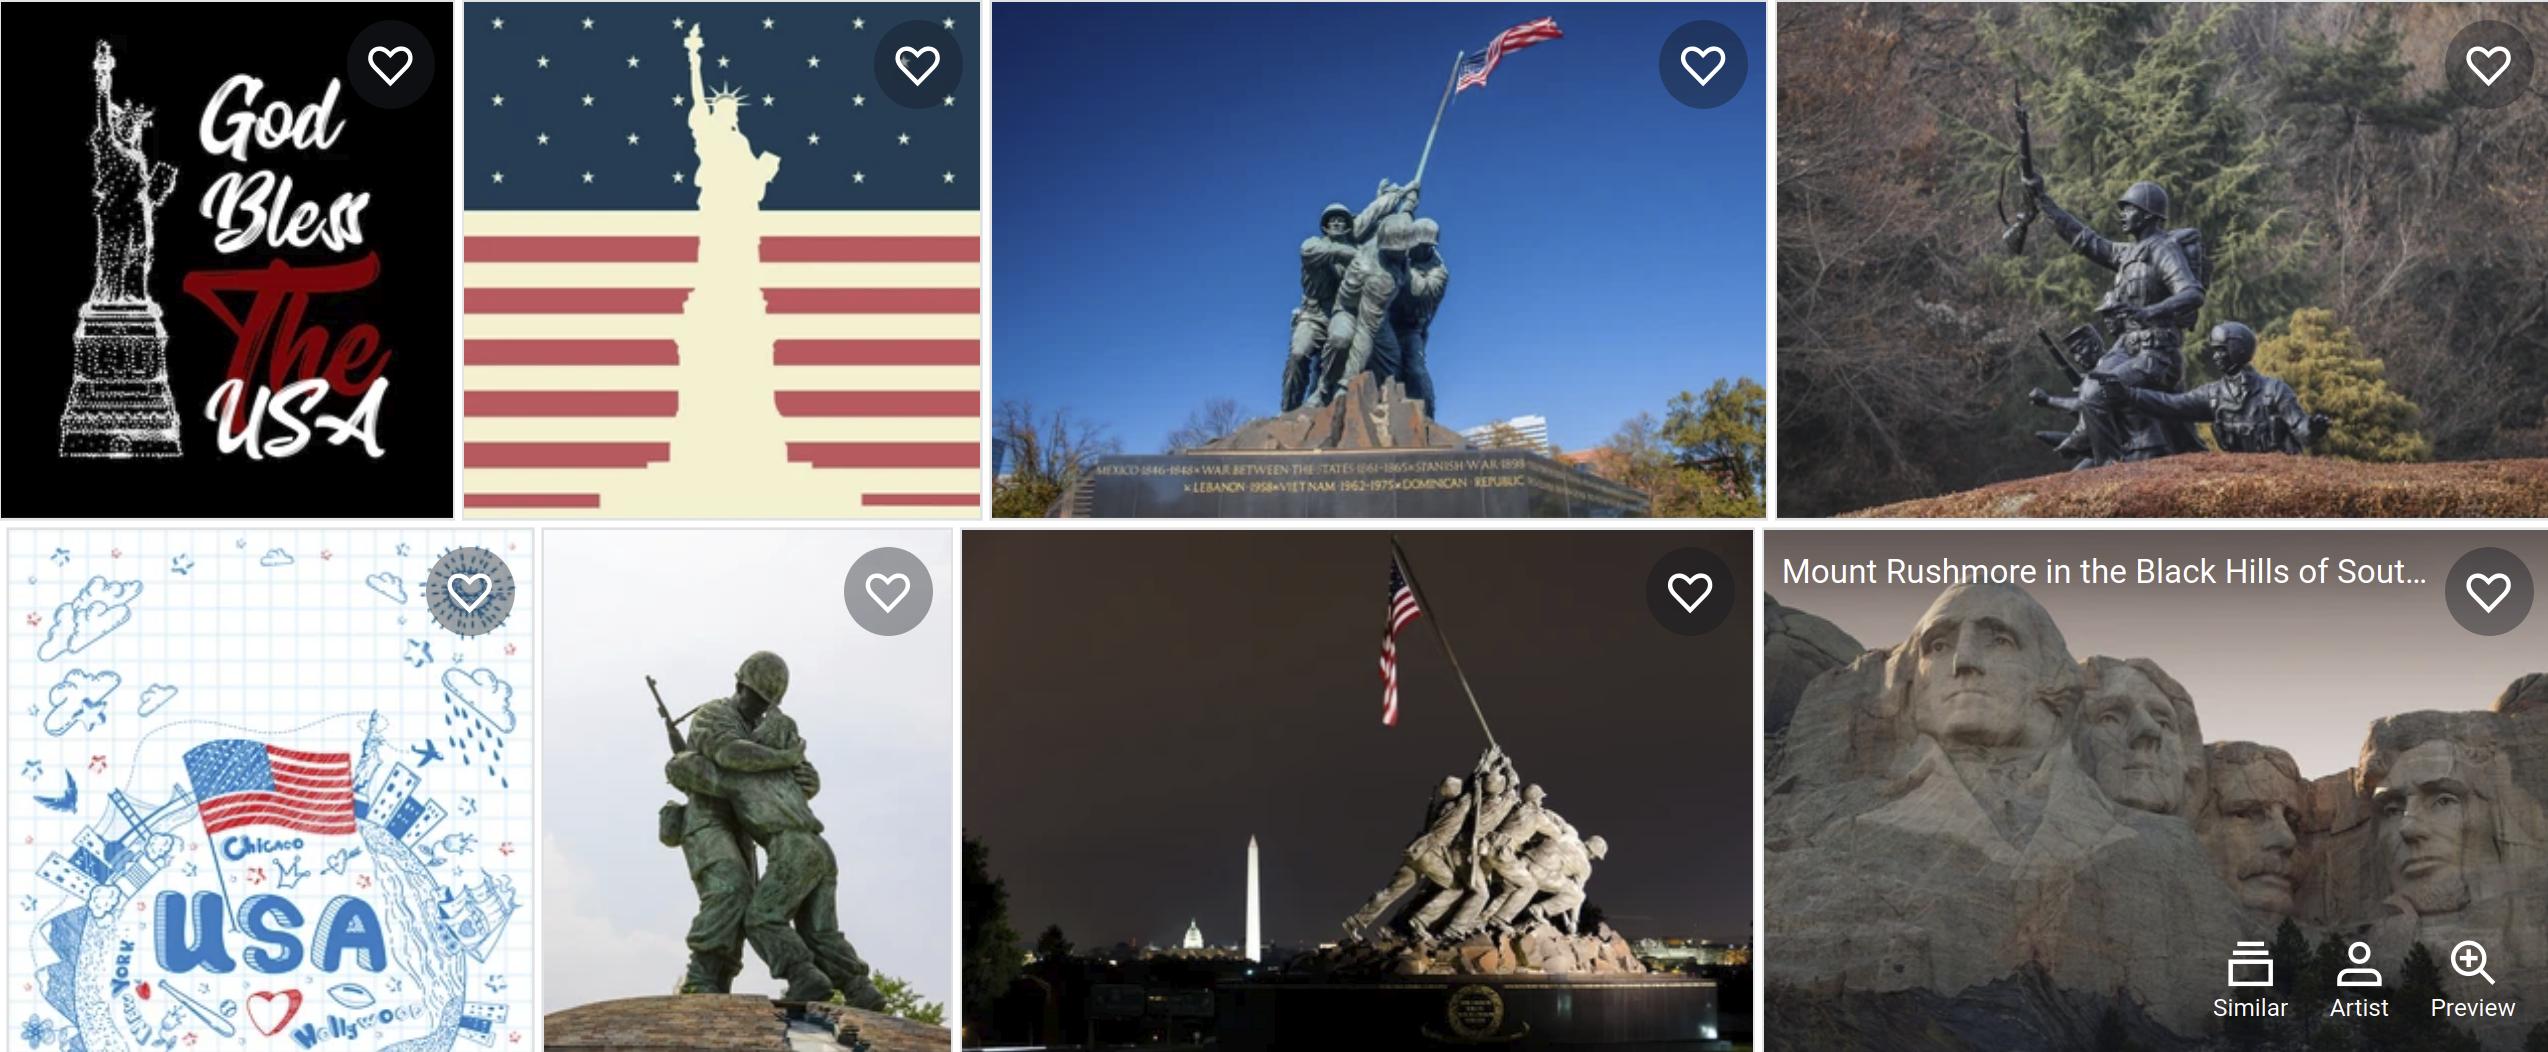 God
Bless
The
USA
MEXICO 1846-1848 × WAR BETWEEN THE STATES 1861-1865 × SPANISH WAR 1898
× LEBANON 1958 × VIET NAM 1962-1975 × DOMINICAN REPUBLIC
Mount Rushmore in the Black Hills of Sout...
Chicago
USA
New York
Hollywood
Similar
Artist
Preview